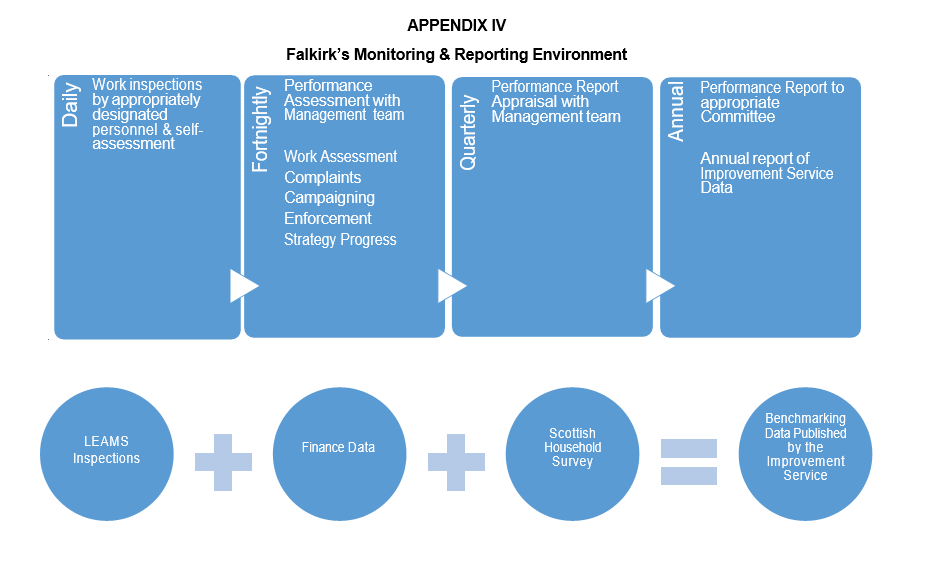 APPENDIX IV
Falkirk’s Monitoring & Reporting Environment
Daily
Work inspections
by appropriately
designated
personnel & self-
assessment
Fortnightly
Performance
Assessment with
Management team
Work Assessment
Complaints
Campaigning
Enforcement
Strategy Progress
Quarterly
Performance Report
Appraisal with
Management team
Annual
Performance Report to
appropriate
Committee
Annual report of
Improvement Service
Data
LEAMS
Inspections
Finance Data
Scottish
Household
Survey
Benchmarking
Data Published
by the
Improvement
Service